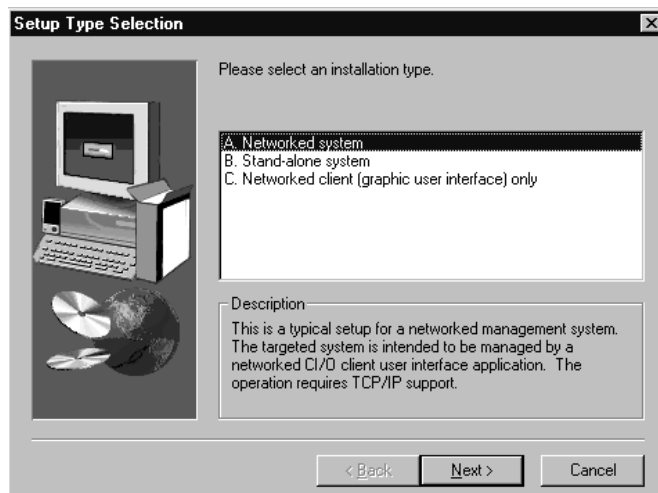 Setup Type Selection
Please select an installation type.
A. Networked system
B. Stand-alone system
C. Networked client (graphic user interface) only
Description
This is a typical setup for a networked management system.
The targeted system is intended to be managed by a
networked CI/O client user interface application.  The
operation requires TCP/IP support.
< Back
Next >
Cancel